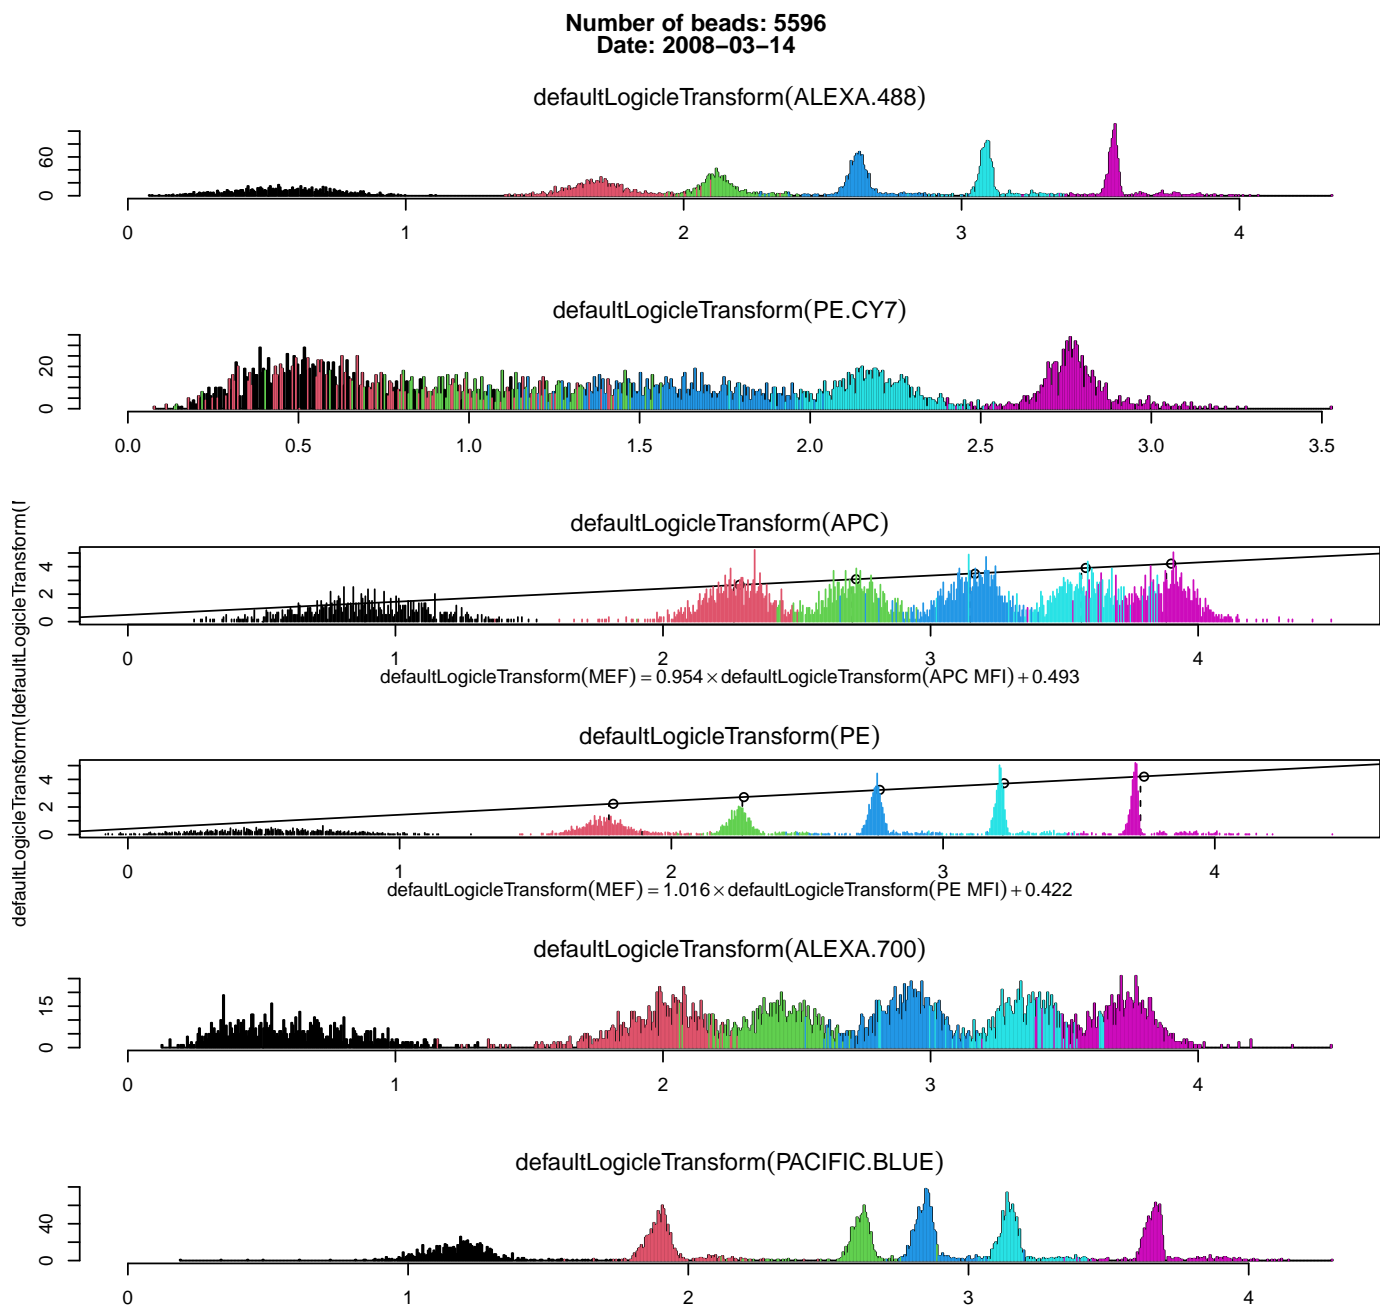 Number of beads: 5596
Date: 2008−03−14
defaultLogicleTransform(ALEXA.488)
0 60
0 1 2 3 4
defaultLogicleTransform(PE.CY7)
0 20
0.0 0.5 1.0 1.5 2.0 2.5 3.0 3.5
defaultLogicleTransform(APC)
0 2 4
0 1 2 3 4
defaultLogicleTransform(MEF) = 0.954 × defaultLogicleTransform(APC MFI) + 0.493
defaultLogicleTransform(PE)
0 2 4
0 1 2 3 4
defaultLogicleTransform(MEF) = 1.016 × defaultLogicleTransform(PE MFI) + 0.422
defaultLogicleTransform(
defaultLogicleTransform(
defaultLogicleTransform(ALEXA.700)
0 15
0 1 2 3 4
defaultLogicleTransform(PACIFIC.BLUE)
0 40
0 1 2 3 4